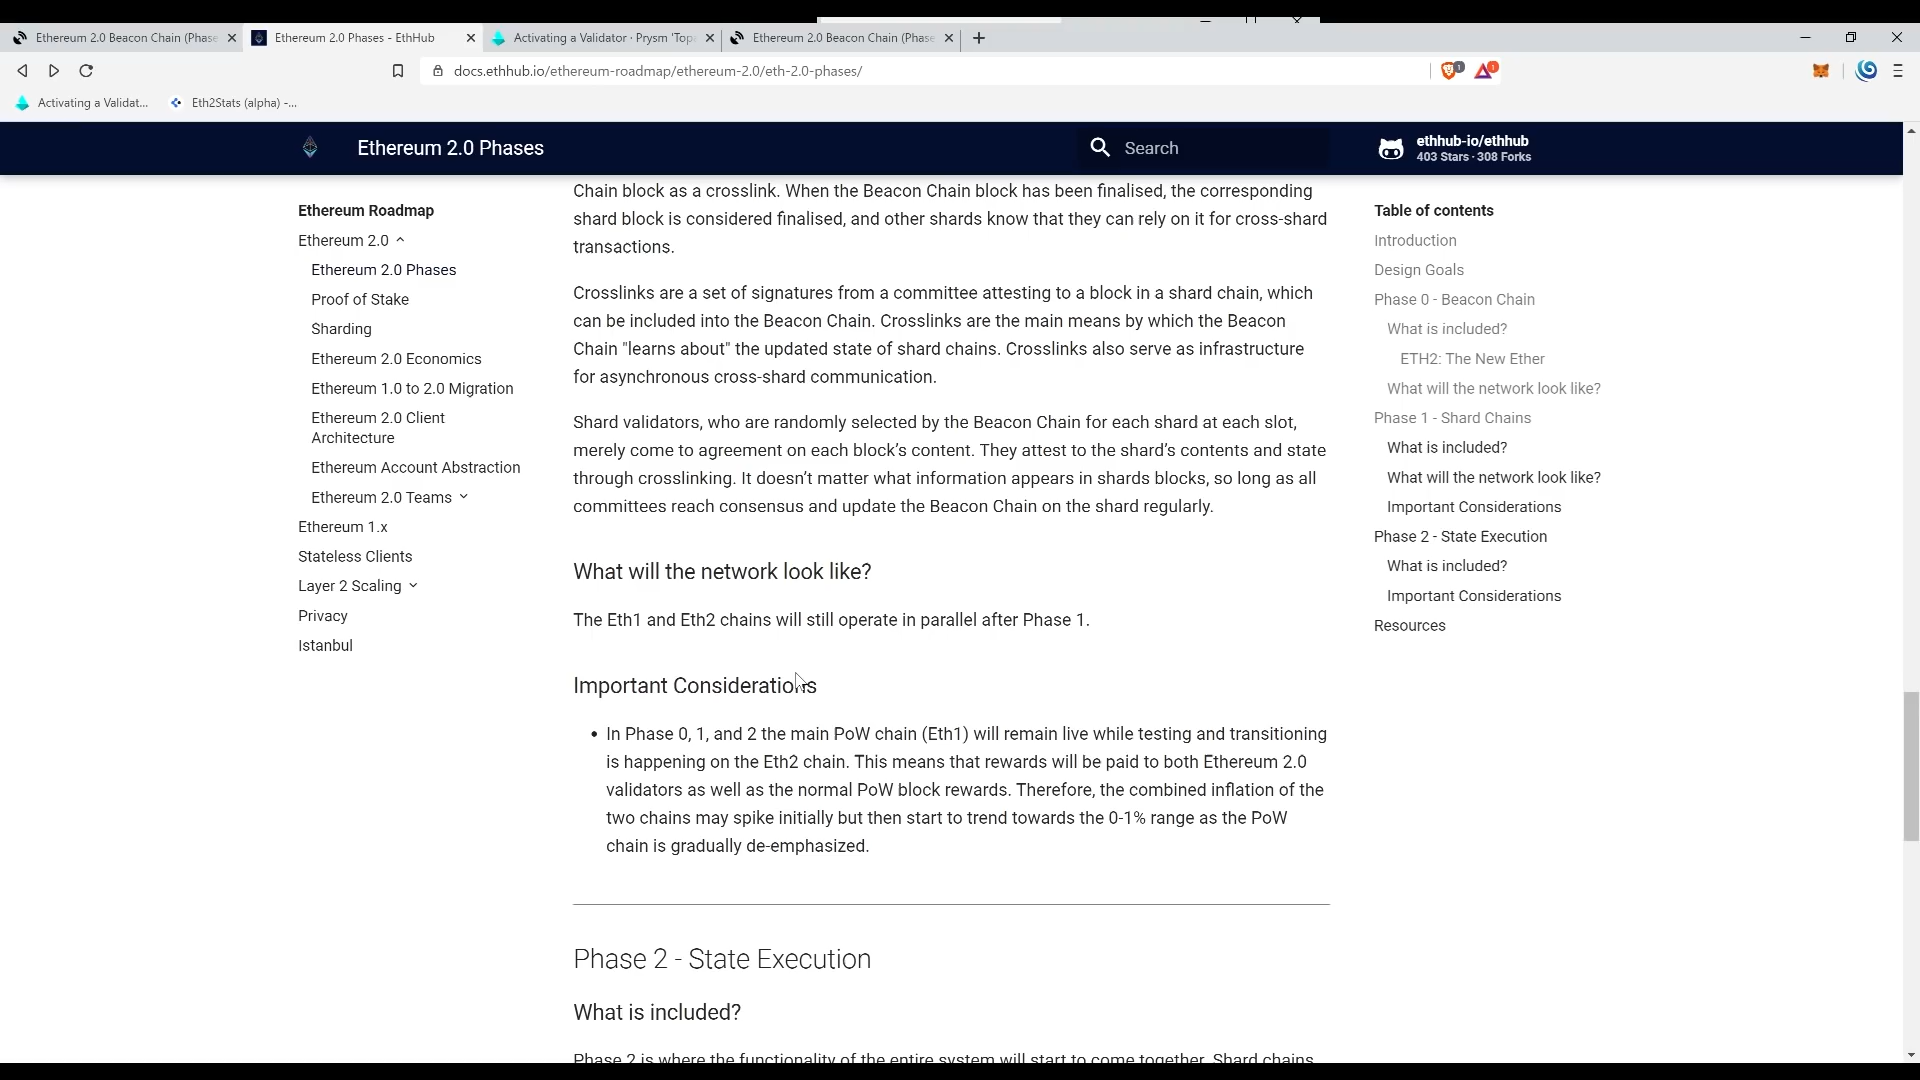 Ethereum 2.0 Beacon Chain (Phase
Ethereum 2.0 Phases - EthHub
Activating a Validator · Prysm 'Top
Ethereum 2.0 Beacon Chain (Phase
docs.ethhub.io/ethereum-roadmap/ethereum-2.0/eth-2.0-phases/
1
1
Activating a Validat...
Eth2Stats (alpha) -...
Ethereum 2.0 Phases
Search
ethhub-io/ethhub
403 Stars · 308 Forks
Ethereum Roadmap
Ethereum 2.0
Ethereum 2.0 Phases
Proof of Stake
Sharding
Ethereum 2.0 Economics
Ethereum 1.0 to 2.0 Migration
Ethereum 2.0 Client
Architecture
Ethereum Account Abstraction
Ethereum 2.0 Teams
Ethereum 1.x
Stateless Clients
Layer 2 Scaling
Privacy
Istanbul
Chain block as a crosslink. When the Beacon Chain block has been finalised, the corresponding
shard block is considered finalised, and other shards know that they can rely on it for cross-shard
transactions.
Crosslinks are a set of signatures from a committee attesting to a block in a shard chain, which
can be included into the Beacon Chain. Crosslinks are the main means by which the Beacon
Chain "learns about" the updated state of shard chains. Crosslinks also serve as infrastructure
for asynchronous cross-shard communication.
Shard validators, who are randomly selected by the Beacon Chain for each shard at each slot,
merely come to agreement on each block's content. They attest to the shard's contents and state
through crosslinking. It doesn't matter what information appears in shards blocks, so long as all
committees reach consensus and update the Beacon Chain on the shard regularly.
What will the network look like?
The Eth1 and Eth2 chains will still operate in parallel after Phase 1.
Important Considerations
• In Phase 0, 1, and 2 the main PoW chain (Eth1) will remain live while testing and transitioning
is happening on the Eth2 chain. This means that rewards will be paid to both Ethereum 2.0
validators as well as the normal PoW block rewards. Therefore, the combined inflation of the
two chains may spike initially but then start to trend towards the 0-1% range as the PoW
chain is gradually de-emphasized.
Phase 2 - State Execution
What is included?
Phase 2 is where the functionality of the entire system will start to come together. Shard chains
Table of contents
Introduction
Design Goals
Phase 0 - Beacon Chain
What is included?
ETH2: The New Ether
What will the network look like?
Phase 1 - Shard Chains
What is included?
What will the network look like?
Important Considerations
Phase 2 - State Execution
What is included?
Important Considerations
Resources